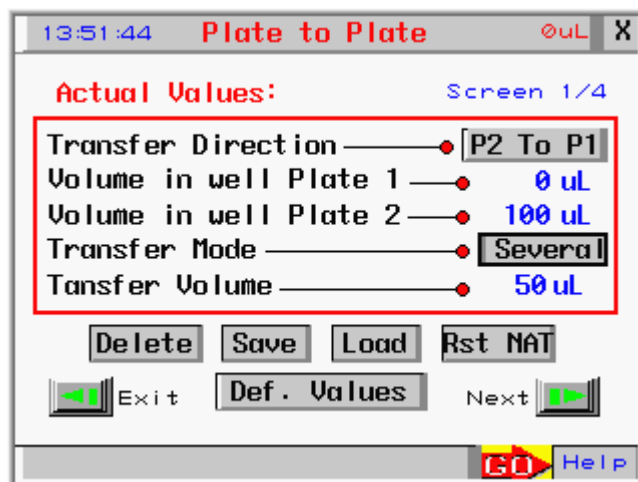 13:51:44 Plate to Plate 0uL X
Actual Values: Screen 1/4
Transfer Direction P2 To P1
Volume in well Plate 1 0 uL
Volume in well Plate 2 100 uL
Transfer Mode Several
Tansfer Volume 50 uL
Delete Save Load Rst NAT
Exit Def. Values Next
GO Help